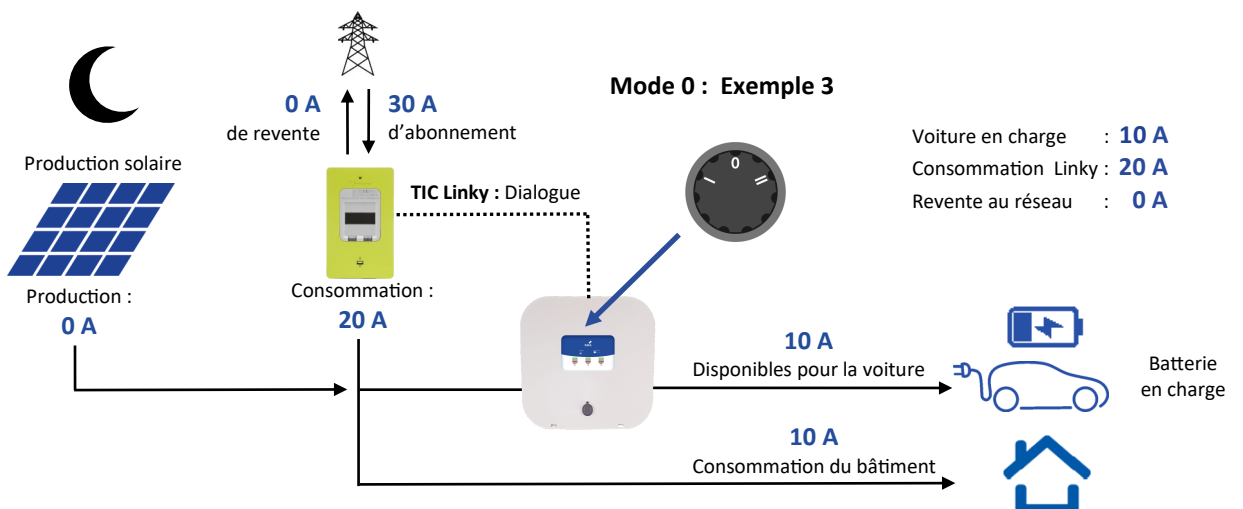 Mode 0 : Exemple 3
0 A
de revente
30 A
d'abonnement
Production solaire
TIC Linky : Dialogue
0
I
II
Voiture en charge : 10 A
Consommation Linky : 20 A
Revente au réseau : 0 A
Production :
0 A
Consommation :
20 A
10 A
Disponibles pour la voiture
Batterie
en charge
10 A
Consommation du bâtiment